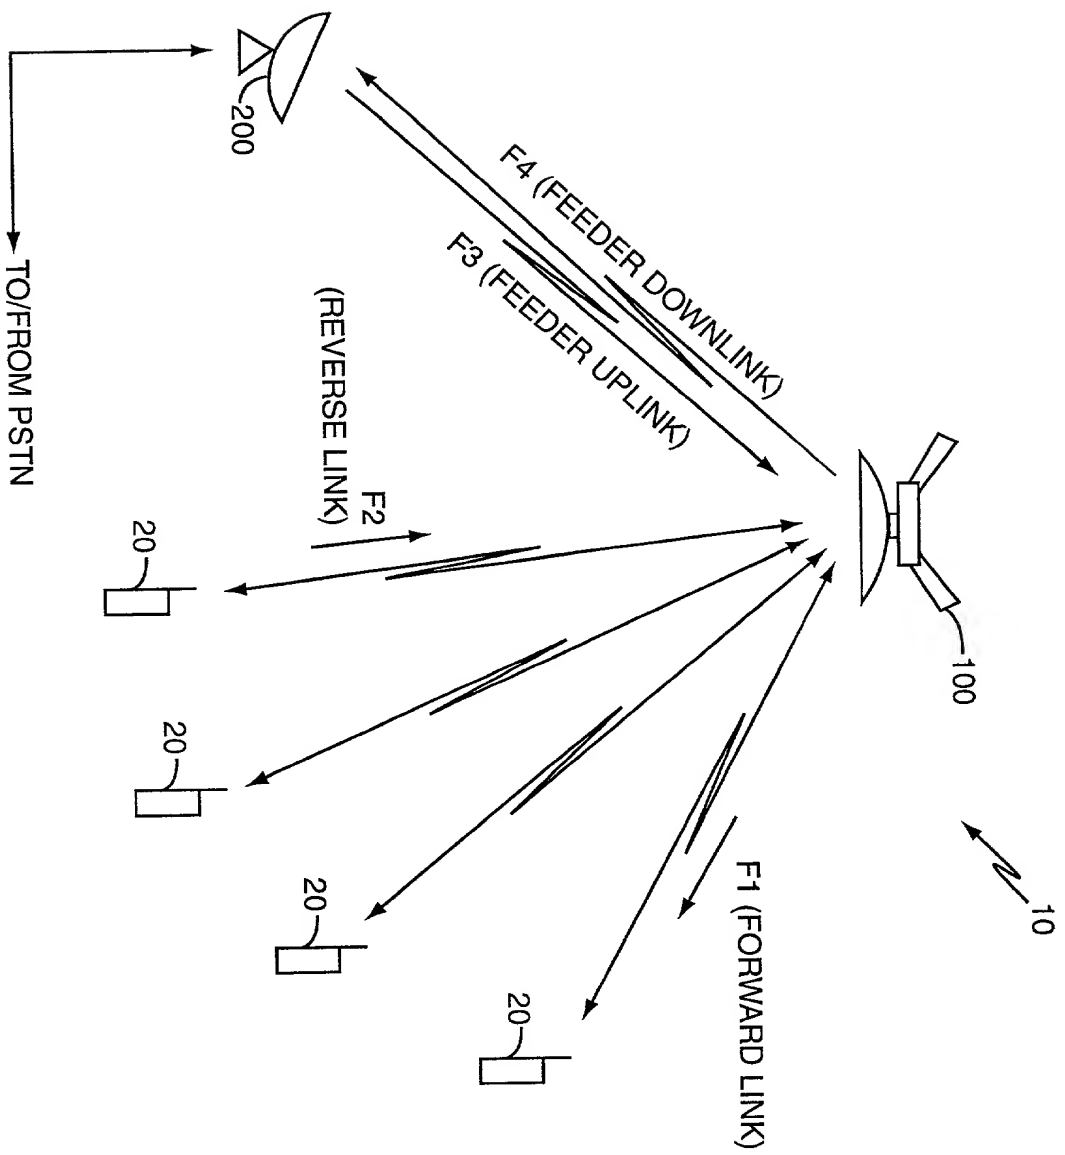 10
100
F4 (FEEDER DOWNLINK)
F3 (FEEDER UPLINK)
F1 (FORWARD LINK)
F2
(REVERSE LINK)
200
20
20
20
20
TO/FROM PSTN